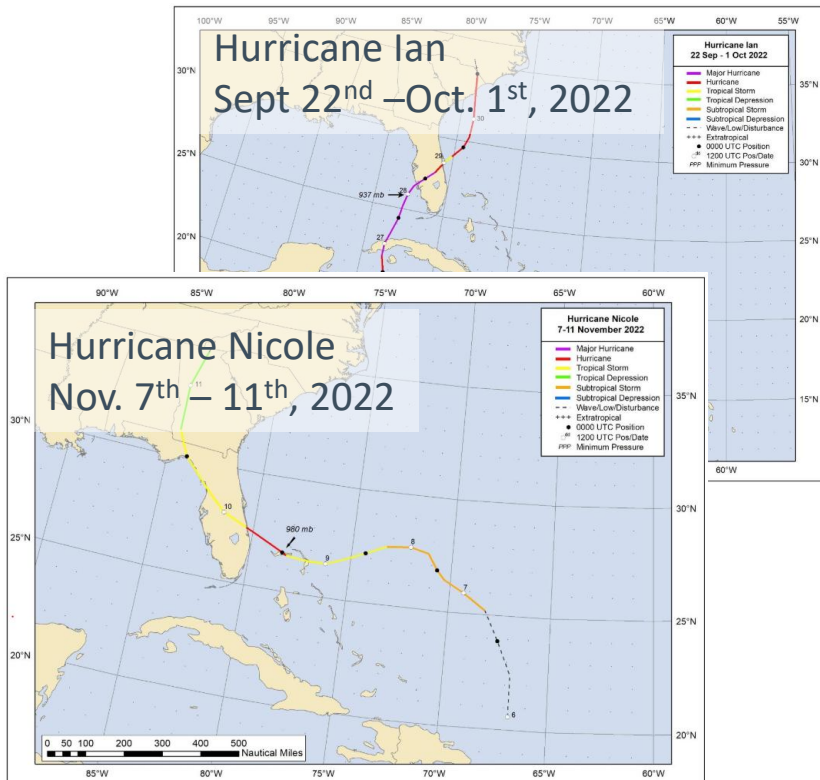 100°W 95°W 90°W 85°W 80°W 75°W 70°W 65°W 60°W 55°W
Hurricane Ian
Sept 22nd –Oct. 1st, 2022
Hurricane Ian
22 Sep - 1 Oct 2022
Major Hurricane
Hurricane
Tropical Storm
Tropical Depression
Subtropical Storm
Subtropical Depression
Wave/Low/Disturbance
Extratropical
0000 UTC Position
1200 UTC Pos/Date
PPP Minimum Pressure
30°N
25°N
20°N
35°N
30°N
25°N
20°N
15°N
60°W
30
29
28
937 mb
27
90°W 85°W 80°W 75°W 70°W 65°W 60°W
Hurricane Nicole
Nov. 7th – 11th, 2022
Hurricane Nicole
7-11 November 2022
Major Hurricane
Hurricane
Tropical Storm
Tropical Depression
Subtropical Storm
Subtropical Depression
Wave/Low/Disturbance
Extratropical
0000 UTC Position
1200 UTC Pos/Date
PPP Minimum Pressure
11
10
980 mb
9
8
7
6
30°N
25°N
20°N
35°N
30°N
25°N
20°N
0 50 100 200 300 400 500
Nautical Miles
85°W 80°W 75°W 70°W 65°W